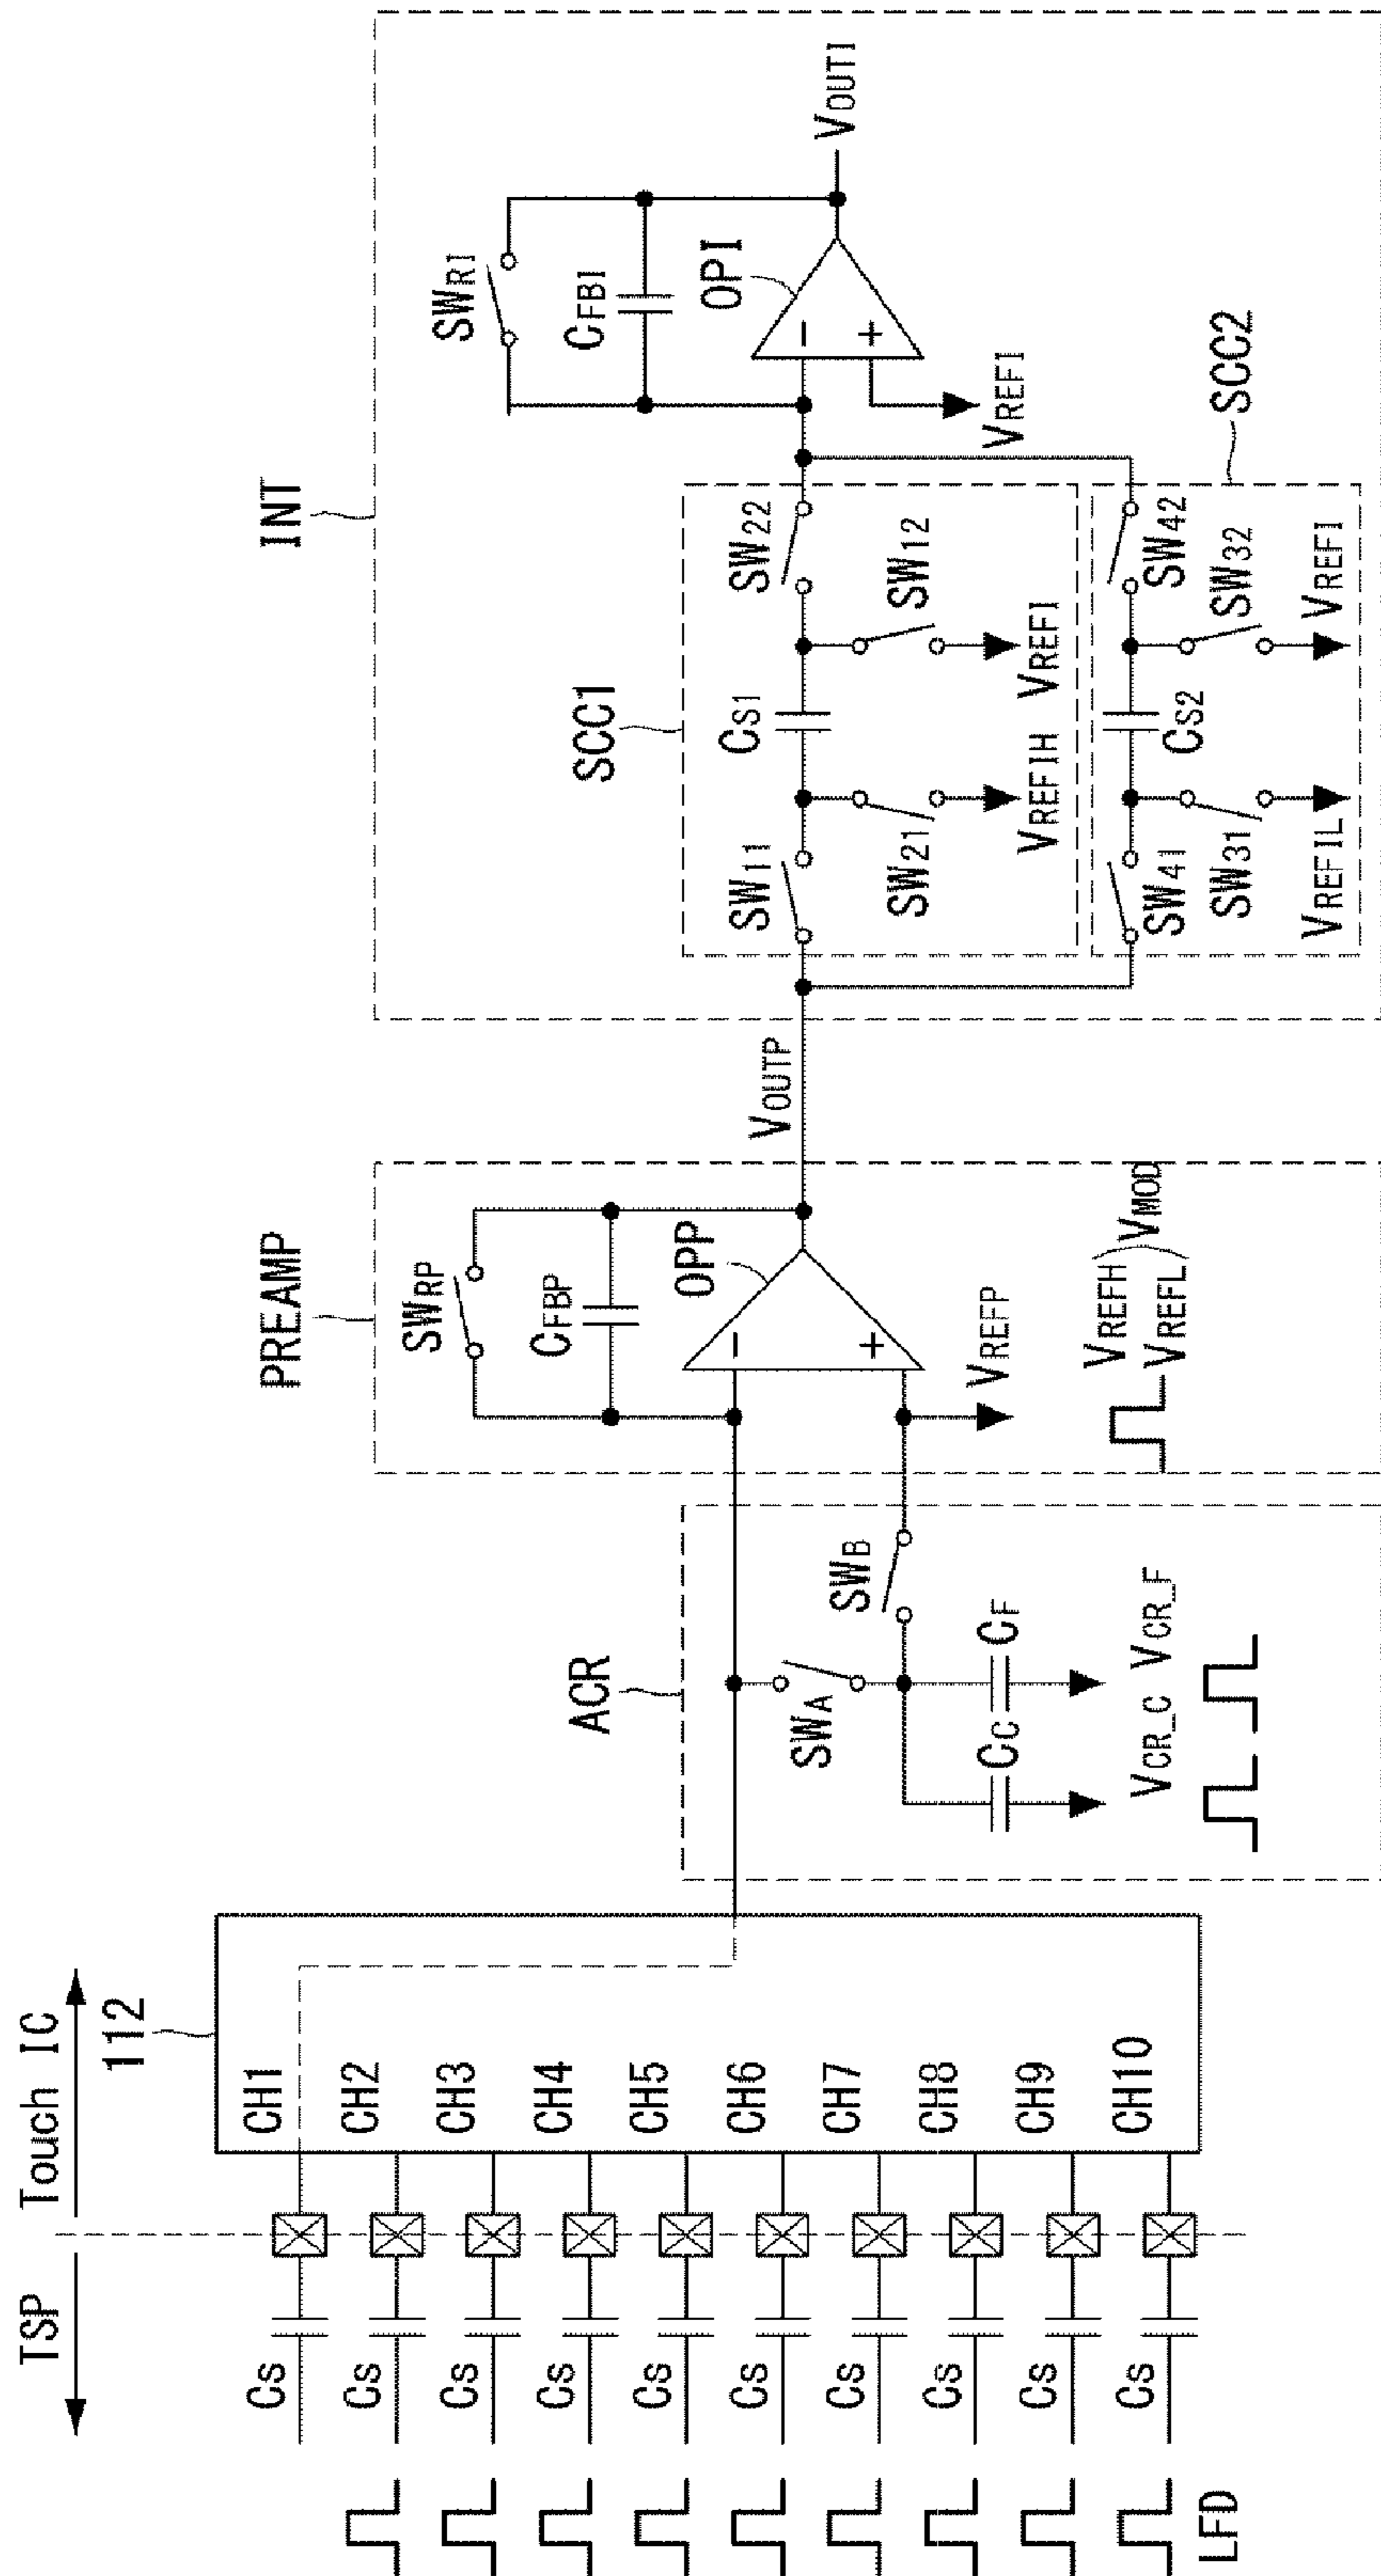 TSP
Touch IC
112
CH1
CH2
CH3
CH4
CH5
CH6
CH7
CH8
CH9
CH10
Cs
Cs
Cs
Cs
Cs
Cs
Cs
Cs
Cs
Cs
LFD
ACR
SWA
SWB
CC
CF
VCR_C
VCR_F
PREAMP
SWRP
CFBP
OPP
−
+
VREFP
VREFH
VREFL
VMOD
VOUTP
INT
SCC1
SW11
CS1
SW22
SW21
SW12
VREFIH
VREFI
SW41
CS2
SW42
SW31
SW32
VREFIL
VREFI
SCC2
SWRI
CFBI
OPI
−
+
VREFI
VOUTI